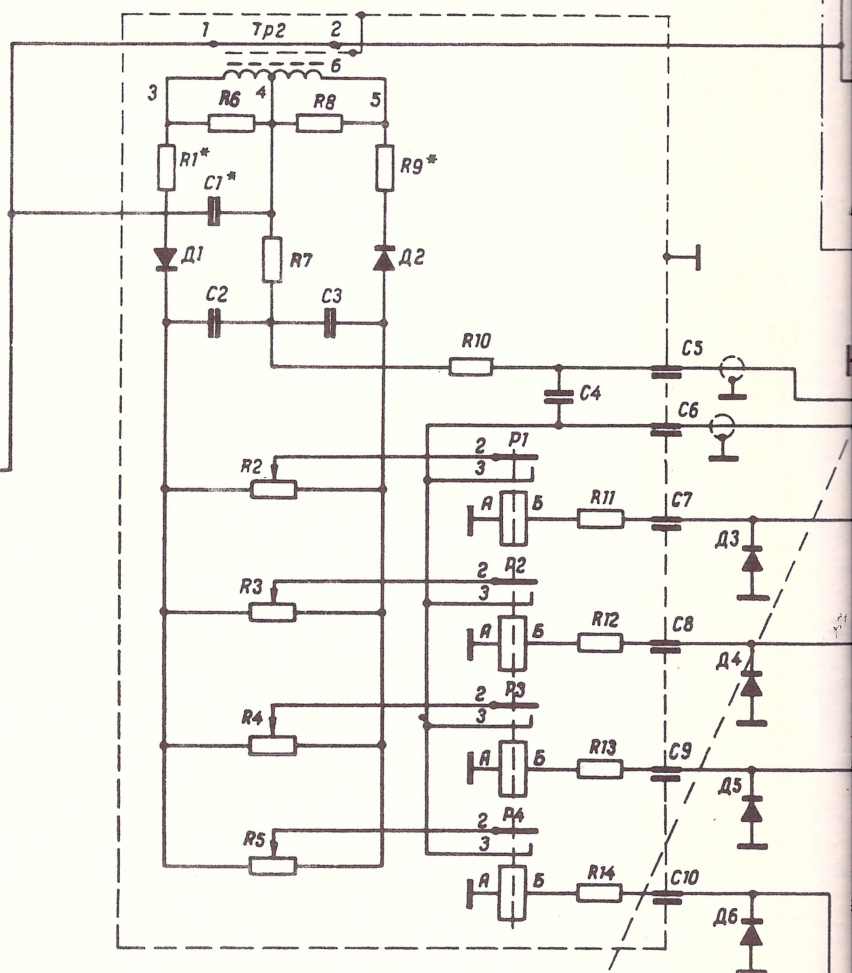 1 Тр2 2
6
3 4 5
R6 R8
R1* R9*
C1*
Д1 R7 Д2
C2 C3
R10 C5
C4
C6
R2 2 P1
3
А Б R11 C7
Д3
R3 2 P2
3
А Б R12 C8
Д4
R4 2 P3
3
А Б R13 C9
Д5
R5 2 P4
3
А Б R14 C10
Д6